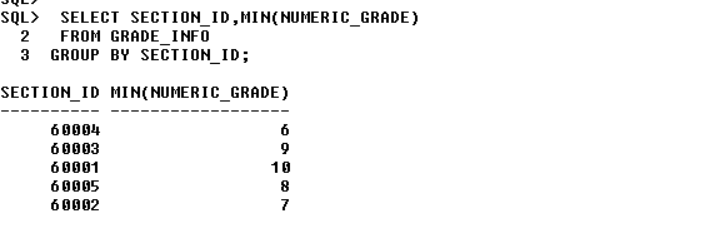 SQL>
SQL> SELECT SECTION_ID,MIN(NUMERIC_GRADE)
2 FROM GRADE_INFO
3 GROUP BY SECTION_ID;
SECTION_ID MIN(NUMERIC_GRADE)
---------- ------------------
60004 6
60003 9
60001 10
60005 8
60002 7